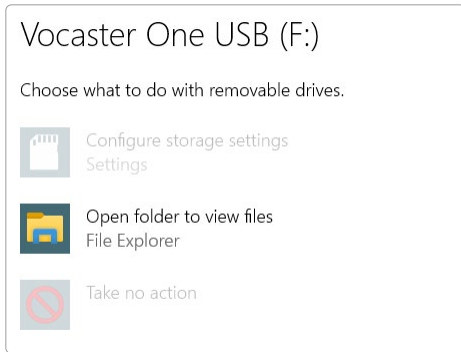 Vocaster One USB (F:)
Choose what to do with removable drives.
Configure storage settings
Settings
Open folder to view files
File Explorer
Take no action